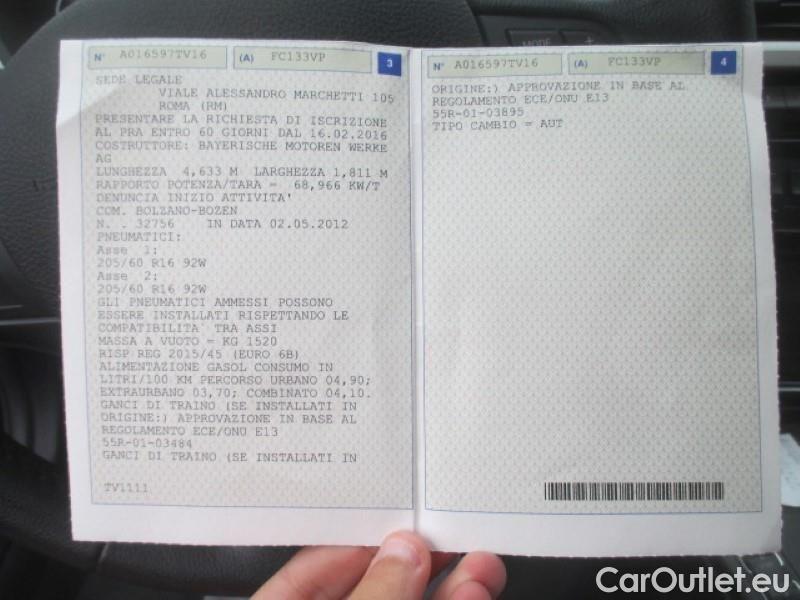 MODE +
N° A016597TV16 (A) FC133VP 3
SEDE LEGALE
VIALE ALESSANDRO MARCHETTI 105
ROMA (RM)
PRESENTARE LA RICHIESTA DI ISCRIZIONE
AL PRA ENTRO 60 GIORNI DAL 16.02.2016
COSTRUTTORE: BAYERISCHE MOTOREN WERKE
AG
LUNGHEZZA 4,633 M LARGHEZZA 1,811 M
RAPPORTO POTENZA/TARA = 68,966 KW/T
DENUNCIA INIZIO ATTIVITA'
COM. BOLZANO-BOZEN
N. . 32756 IN DATA 02.05.2012
PNEUMATICI:
Asse 1:
205/60 R16 92W
Asse 2:
205/60 R16 92W
GLI PNEUMATICI AMMESSI POSSONO
ESSERE INSTALLATI RISPETTANDO LE
COMPATIBILITA` TRA ASSI
MASSA A VUOTO = KG 1520
RISP REG 2015/45 (EURO 6B)
ALIMENTAZIONE GASOL CONSUMO IN
LITRI/100 KM PERCORSO URBANO 04,90;
EXTRAURBANO 03,70; COMBINATO 04,10.
GANCI DI TRAINO (SE INSTALLATI IN
ORIGINE:) APPROVAZIONE IN BASE AL
REGOLAMENTO ECE/ONU E13
55R-01-03484
GANCI DI TRAINO (SE INSTALLATI IN
TV1111
N° A016597TV16 (A) FC133VP 4
ORIGINE:) APPROVAZIONE IN BASE AL
REGOLAMENTO ECE/ONU E13
55R-01-03895
TIPO CAMBIO = AUT
CarOutlet.eu